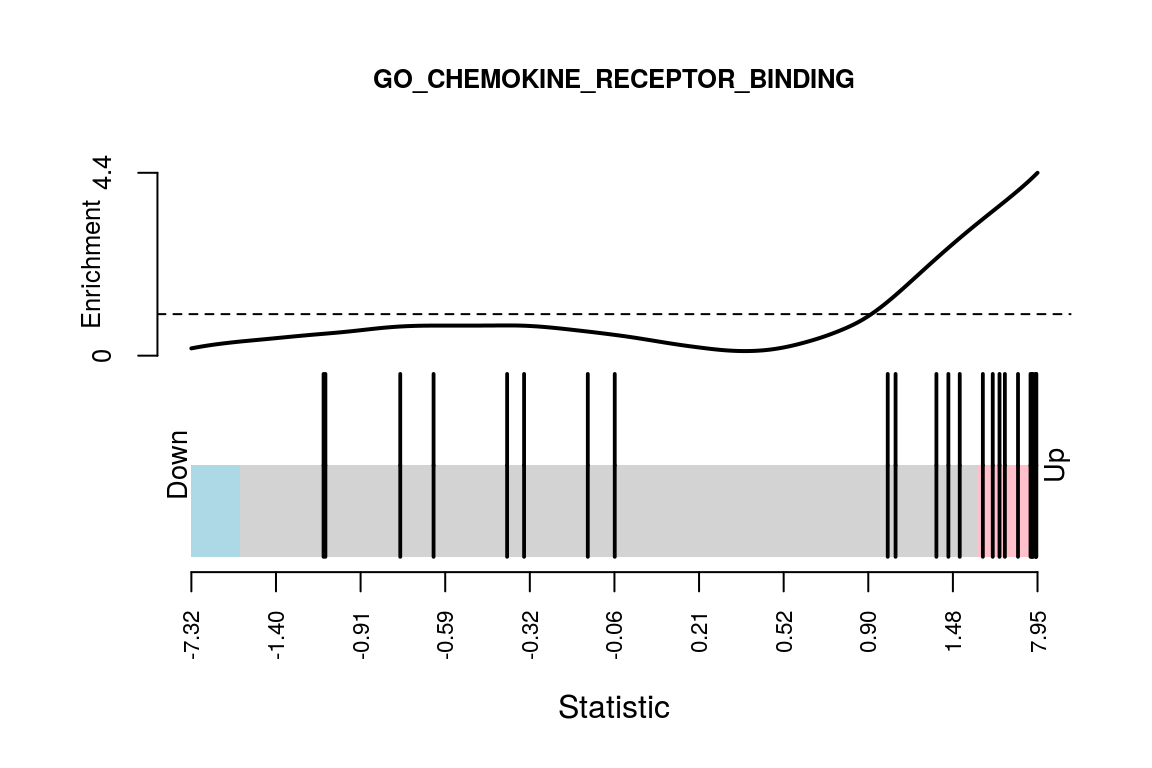 GO_CHEMOKINE_RECEPTOR_BINDING
4.4
Enrichment
0
Down
Up
-7.32 -1.40 -0.91 -0.59 -0.32 -0.06 0.21 0.52 0.90 1.48 7.95
Statistic